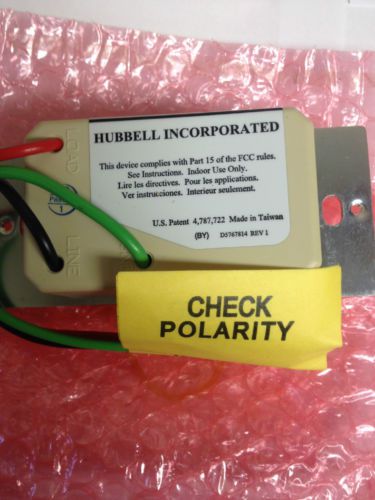 HUBBELL INCORPORATED
This device complies with Part 15 of the FCC rules.
See Instructions. Indoor Use Only.
Lire les directives. Pour les applications.
Ver instrucciones. Interieur seulement.
U.S. Patent 4,787,722 Made in Taiwan
(BY) D5767814 REV 1
LOAD
LINE
1
CHECK
POLARITY